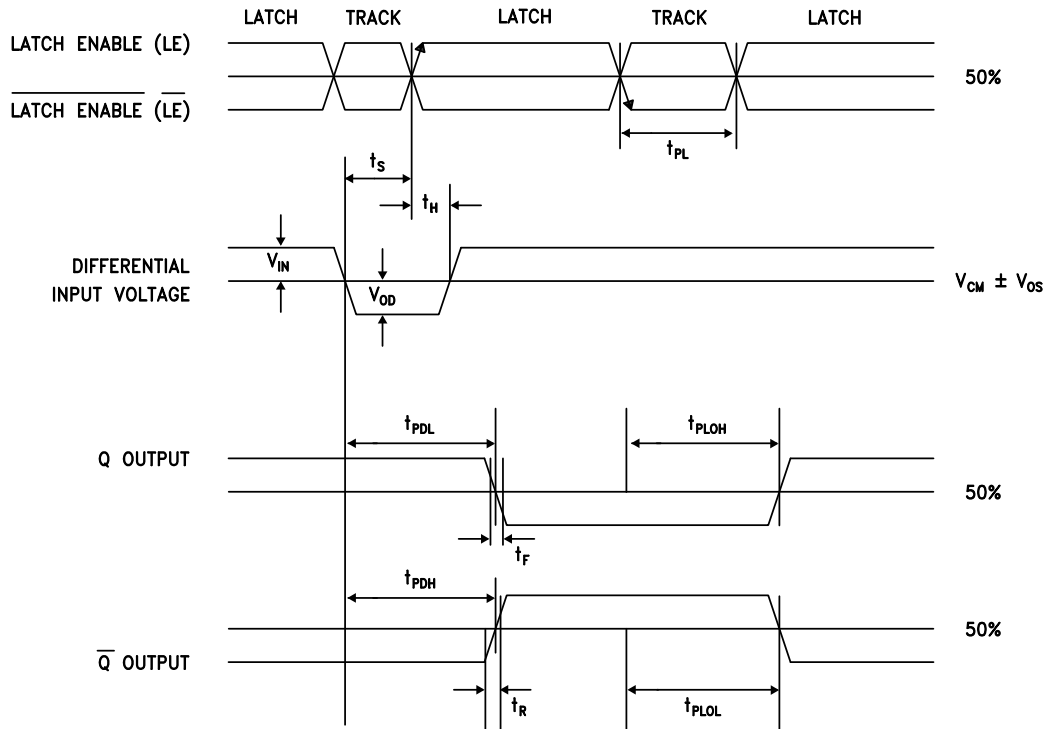 LATCH TRACK LATCH TRACK LATCH
LATCH ENABLE (LE)
50%
LATCH ENABLE (LE)
tS
tPL
tH
VIN
DIFFERENTIAL
INPUT VOLTAGE
VOD
VCM ± VOS
tPDL
tPLOH
Q OUTPUT
50%
tF
tPDH
50%
Q OUTPUT
tR
tPLOL